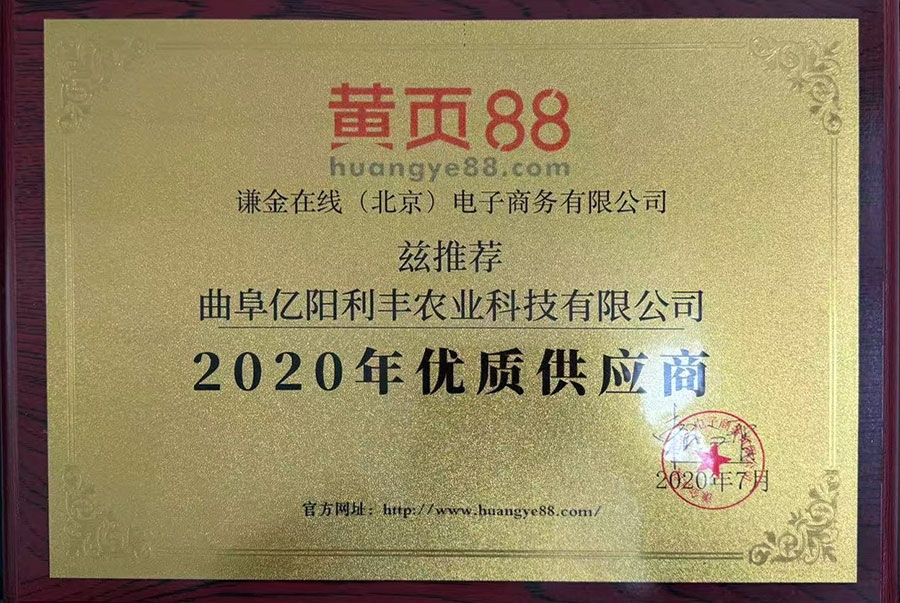 黄页88
huangye88.com
谦金在线（北京）电子商务有限公司
兹推荐
曲阜亿阳利丰农业科技有限公司
2020年优质供应商
2020年7月
官方网址：http://www.huangye88.com/